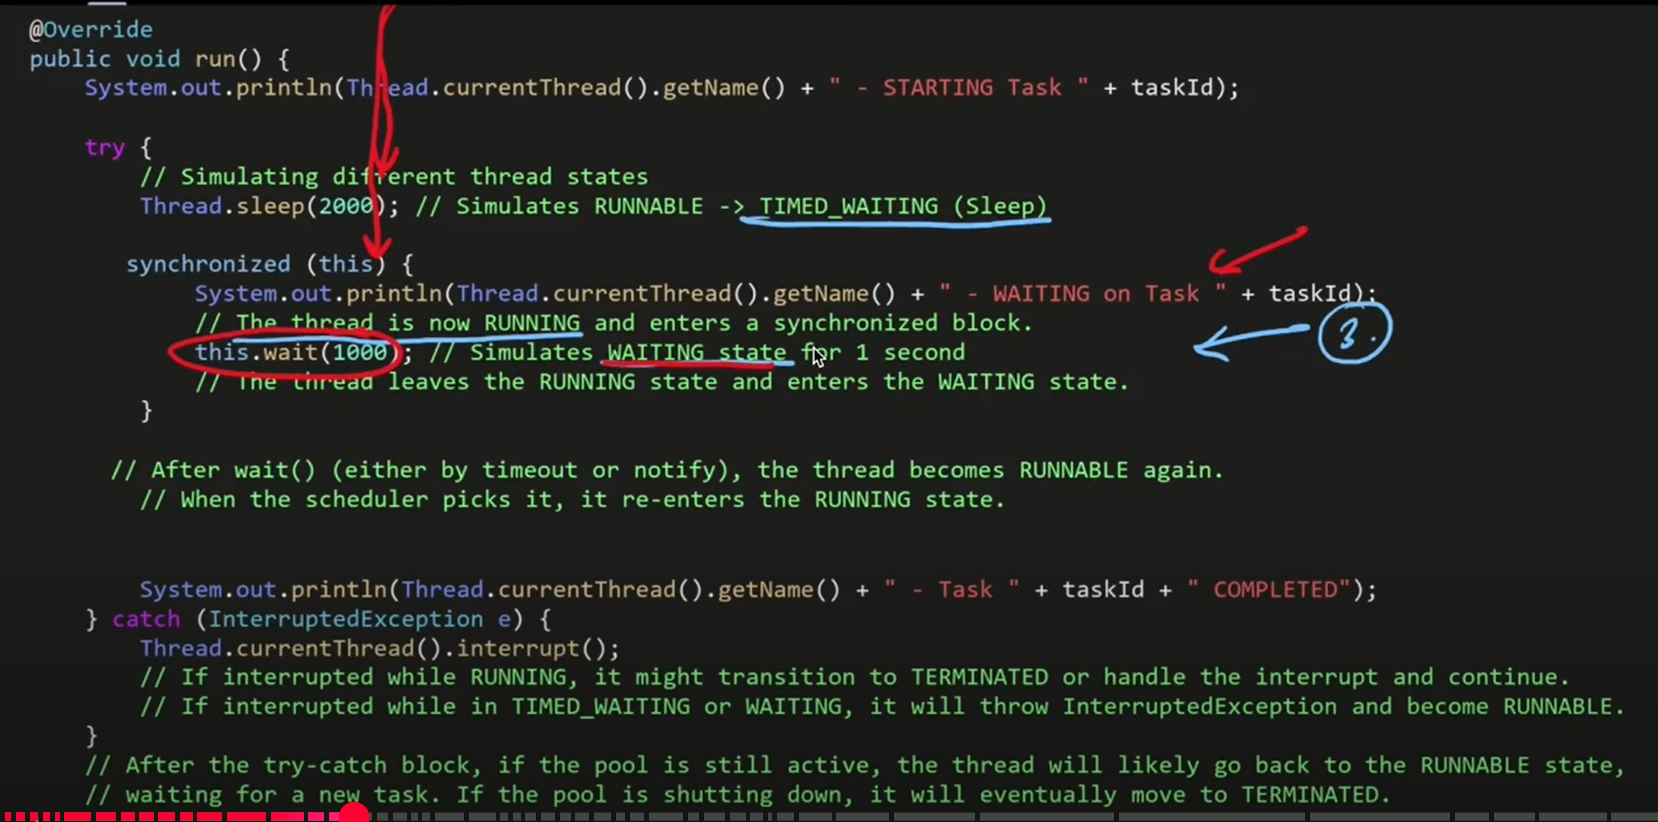 @Override
public void run() {
System.out.println(Thread.currentThread().getName() + " - STARTING Task " + taskId);
try {
// Simulating different thread states
Thread.sleep(2000); // Simulates RUNNABLE -> TIMED_WAITING (Sleep)
synchronized (this) {
System.out.println(Thread.currentThread().getName() + " - WAITING on Task " + taskId);
// The thread is now RUNNING and enters a synchronized block.
3.
this.wait(1000); // Simulates WAITING state for 1 second
// The thread leaves the RUNNING state and enters the WAITING state.
}
// After wait() (either by timeout or notify), the thread becomes RUNNABLE again.
// When the scheduler picks it, it re-enters the RUNNING state.
System.out.println(Thread.currentThread().getName() + " - Task " + taskId + " COMPLETED");
} catch (InterruptedException e) {
Thread.currentThread().interrupt();
// If interrupted while RUNNING, it might transition to TERMINATED or handle the interrupt and continue.
// If interrupted while in TIMED_WAITING or WAITING, it will throw InterruptedException and become RUNNABLE.
}
// After the try-catch block, if the pool is still active, the thread will likely go back to the RUNNABLE state,
// waiting for a new task. If the pool is shutting down, it will eventually move to TERMINATED.